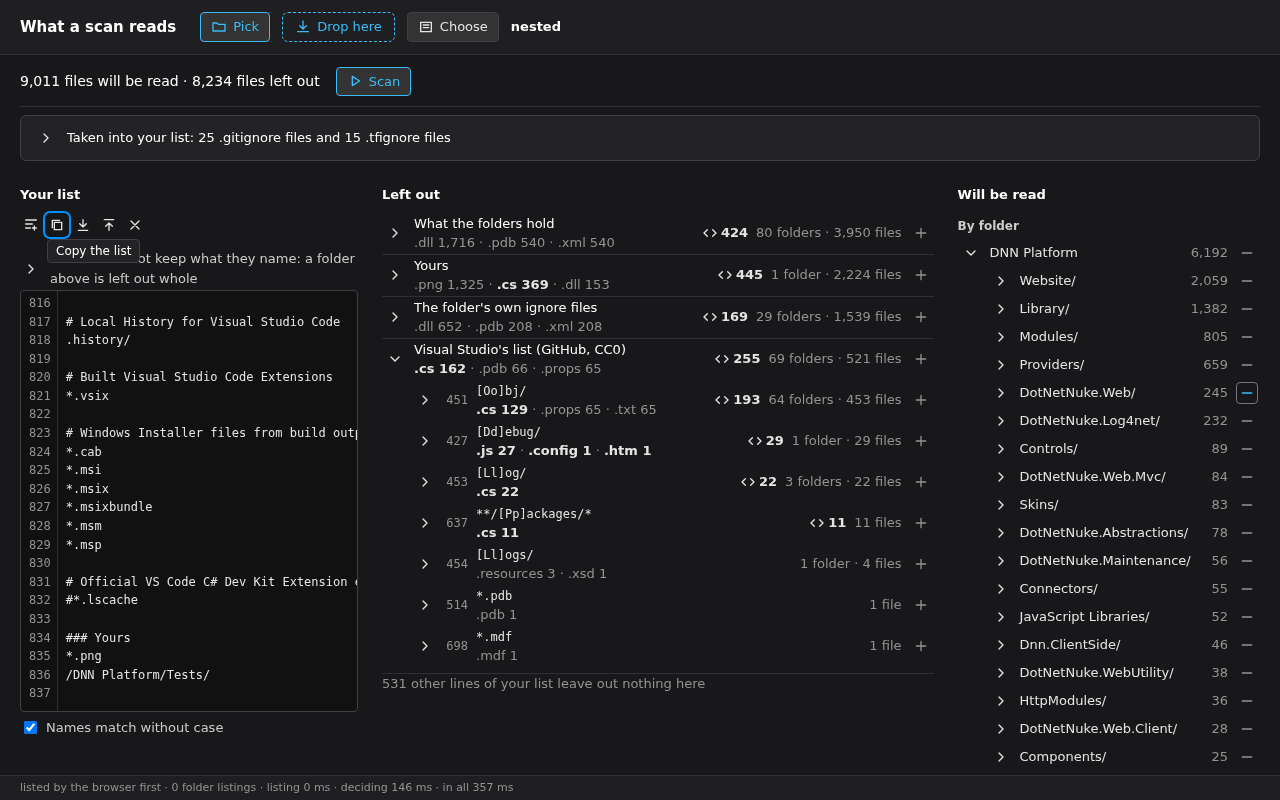 What a scan reads
Pick
Drop here
Choose
nested
9,011 files will be read · 8,234 files left out
Scan
Taken into your list: 25 .gitignore files and 15 .tfignore files
Your list
Copy the list
ot keep what they name: a folder
above is left out whole
816
817 # Local History for Visual Studio Code
818 .history/
819
820 # Built Visual Studio Code Extensions
821 *.vsix
822
823 # Windows Installer files from build outp
824 *.cab
825 *.msi
826 *.msix
827 *.msixbundle
828 *.msm
829 *.msp
830
831 # Official VS Code C# Dev Kit Extension
832 #*.lscache
833
834 ### Yours
835 *.png
836 /DNN Platform/Tests/
837
Names match without case
Left out
What the folders hold
.dll 1,716 · .pdb 540 · .xml 540
424 80 folders · 3,950 files
Yours
.png 1,325 · .cs 369 · .dll 153
445 1 folder · 2,224 files
The folder's own ignore files
.dll 652 · .pdb 208 · .xml 208
169 29 folders · 1,539 files
Visual Studio's list (GitHub, CC0)
.cs 162 · .pdb 66 · .props 65
255 69 folders · 521 files
451 [Oo]bj/
.cs 129 · .props 65 · .txt 65
193 64 folders · 453 files
427 [Dd]ebug/
.js 27 · .config 1 · .htm 1
29 1 folder · 29 files
453 [Ll]og/
.cs 22
22 3 folders · 22 files
637 **/[Pp]ackages/*
.cs 11
11 11 files
454 [Ll]ogs/
.resources 3 · .xsd 1
1 folder · 4 files
514 *.pdb
.pdb 1
1 file
698 *.mdf
.mdf 1
1 file
531 other lines of your list leave out nothing here
Will be read
By folder
DNN Platform 6,192
Website/ 2,059
Library/ 1,382
Modules/ 805
Providers/ 659
DotNetNuke.Web/ 245
DotNetNuke.Log4net/ 232
Controls/ 89
DotNetNuke.Web.Mvc/ 84
Skins/ 83
DotNetNuke.Abstractions/ 78
DotNetNuke.Maintenance/ 56
Connectors/ 55
JavaScript Libraries/ 52
Dnn.ClientSide/ 46
DotNetNuke.WebUtility/ 38
HttpModules/ 36
DotNetNuke.Web.Client/ 28
Components/ 25
listed by the browser first · 0 folder listings · listing 0 ms · deciding 146 ms · in all 357 ms